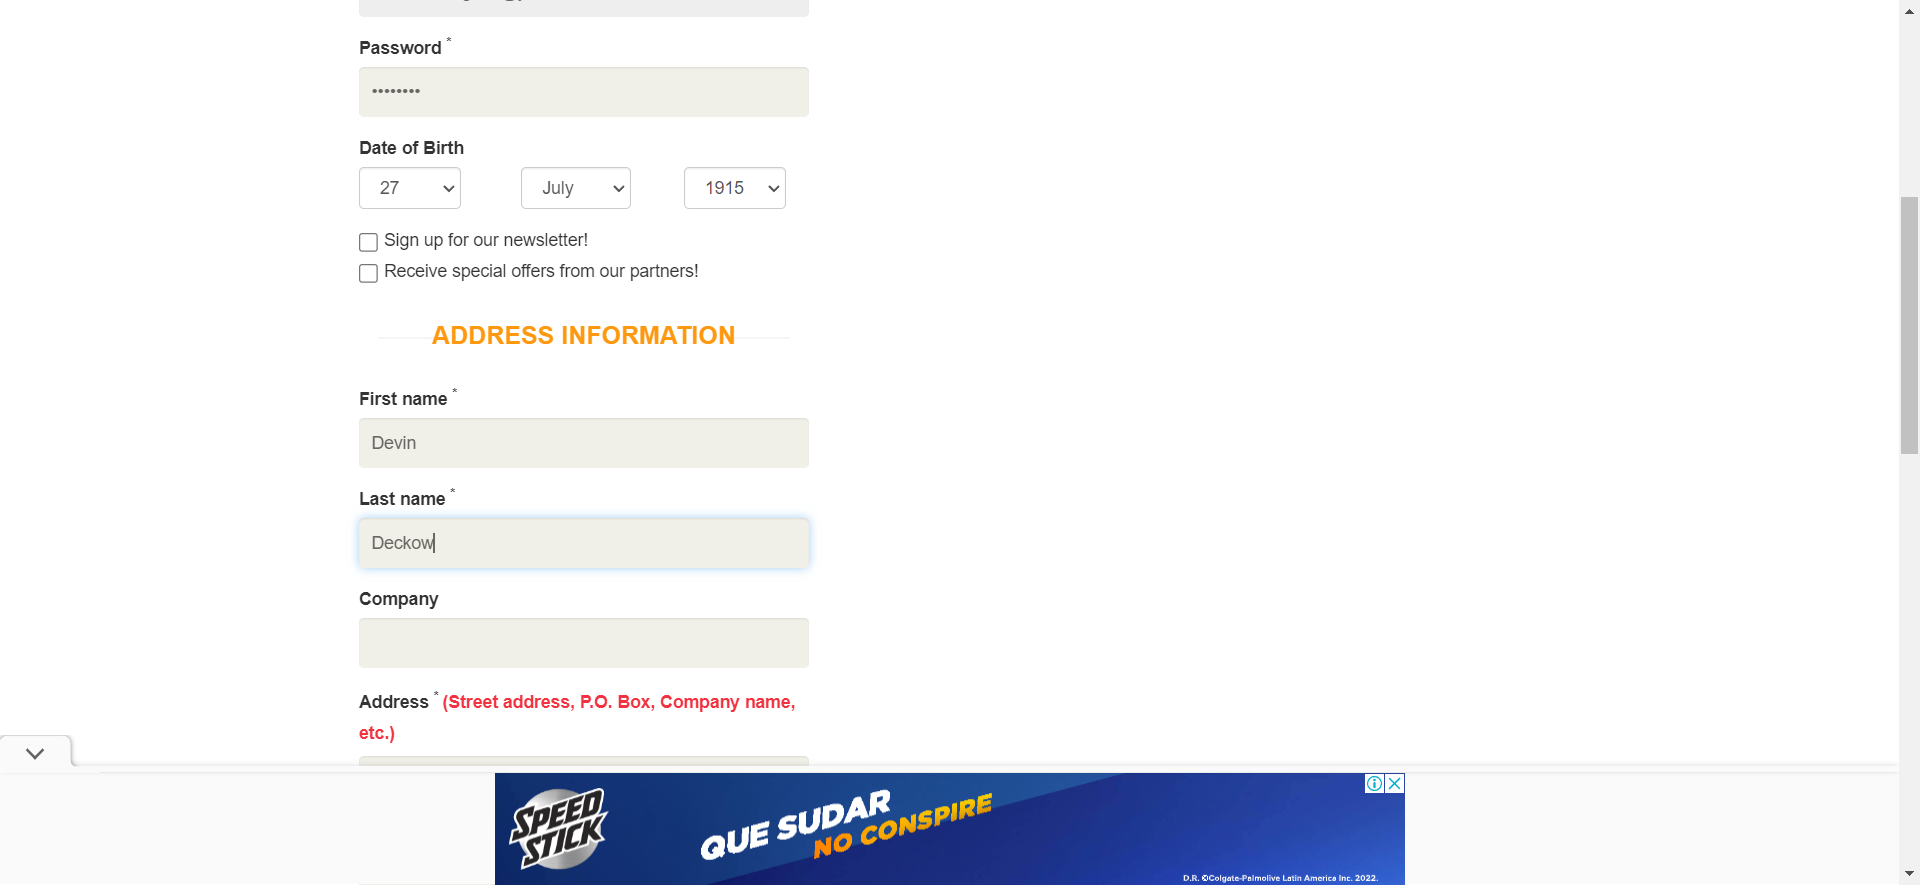 Password *
••••••••
Date of Birth
27 July 1915
Sign up for our newsletter!
Receive special offers from our partners!
ADDRESS INFORMATION
First name *
Devin
Last name *
Deckow
Company
Address * (Street address, P.O. Box, Company name,
etc.)
SPEED
STICK
QUE SUDAR
NO CONSPIRE
D.R. ©Colgate-Palmolive Latin America Inc. 2022.